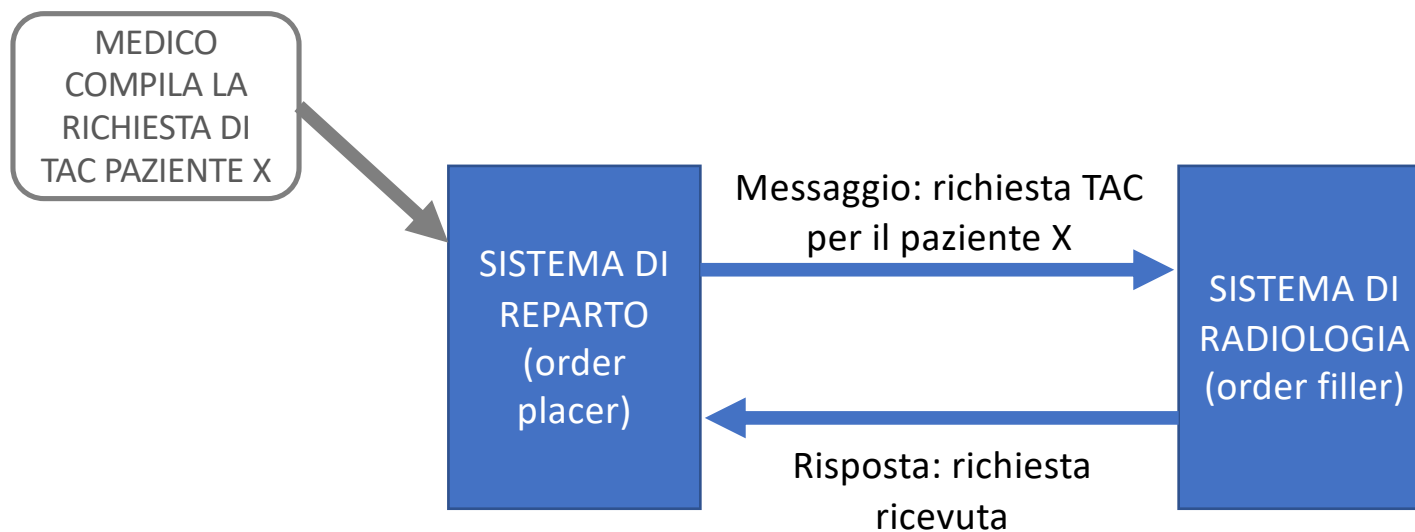 MEDICO
COMPILA LA
RICHIESTA DI
TAC PAZIENTE X
SISTEMA DI
REPARTO
(order
placer)
Messaggio: richiesta TAC
per il paziente X
SISTEMA DI
RADIOLOGIA
(order filler)
Risposta: richiesta
ricevuta